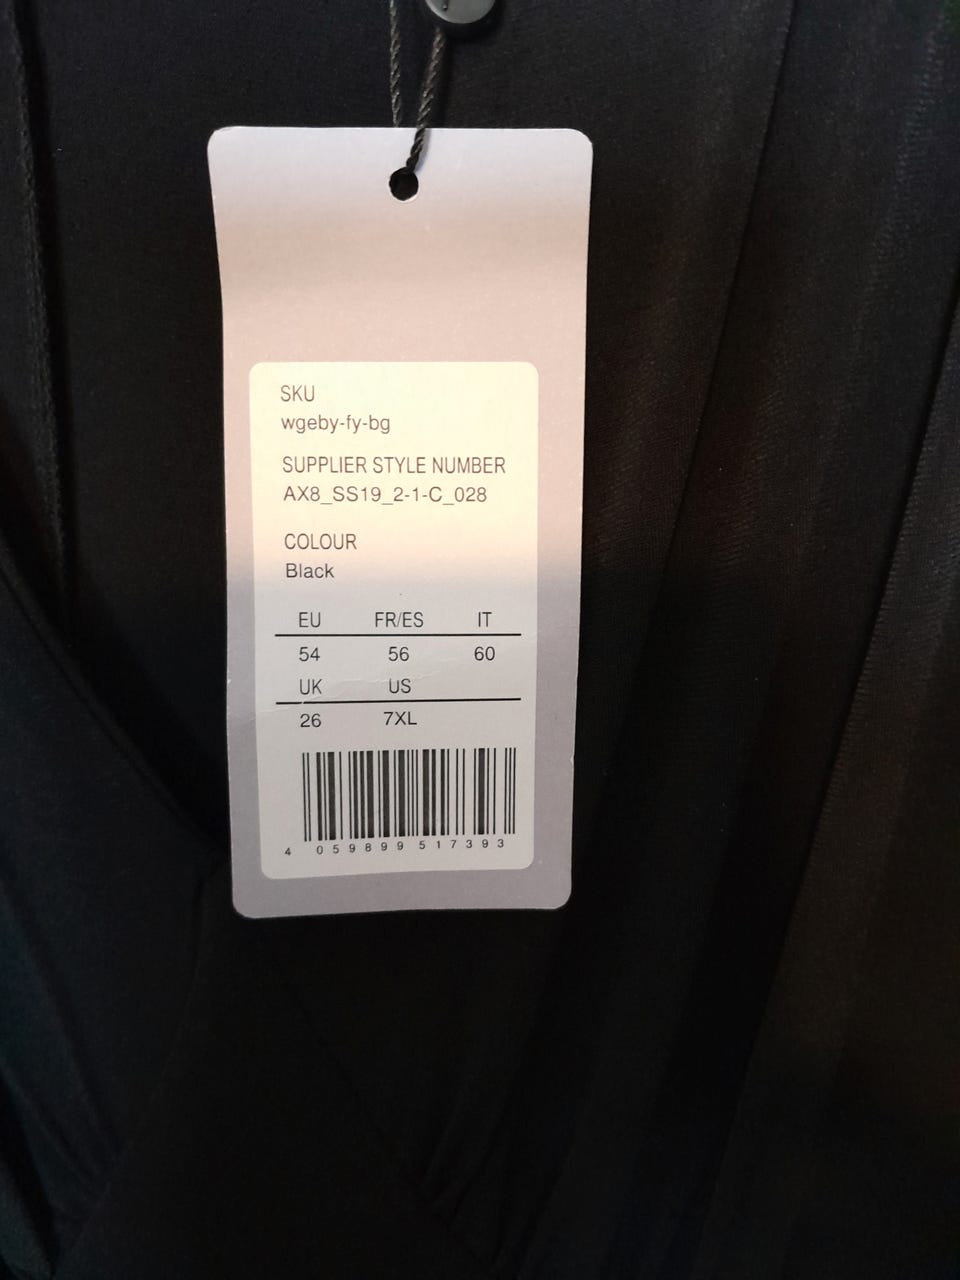 SKU
wgeby-fy-bg
SUPPLIER STYLE NUMBER
AX8_SS19_2-1-C_028
COLOUR
Black
EU FR/ES IT
54 56 60
UK US
26 7XL
4 059899 517393